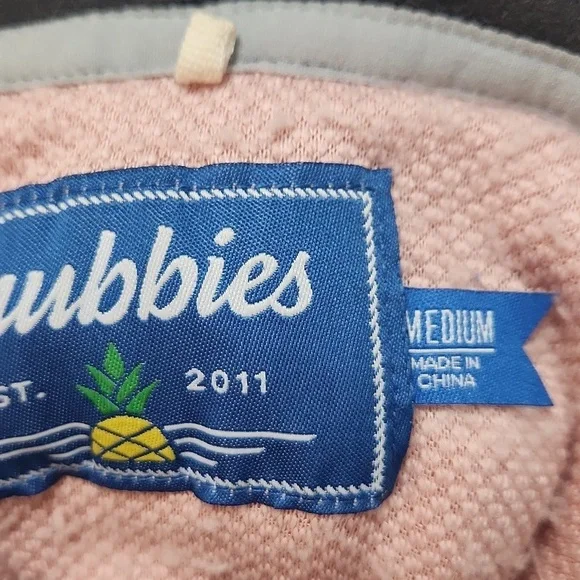 ubbies
ST. 2011
MEDIUM
MADE IN
CHINA